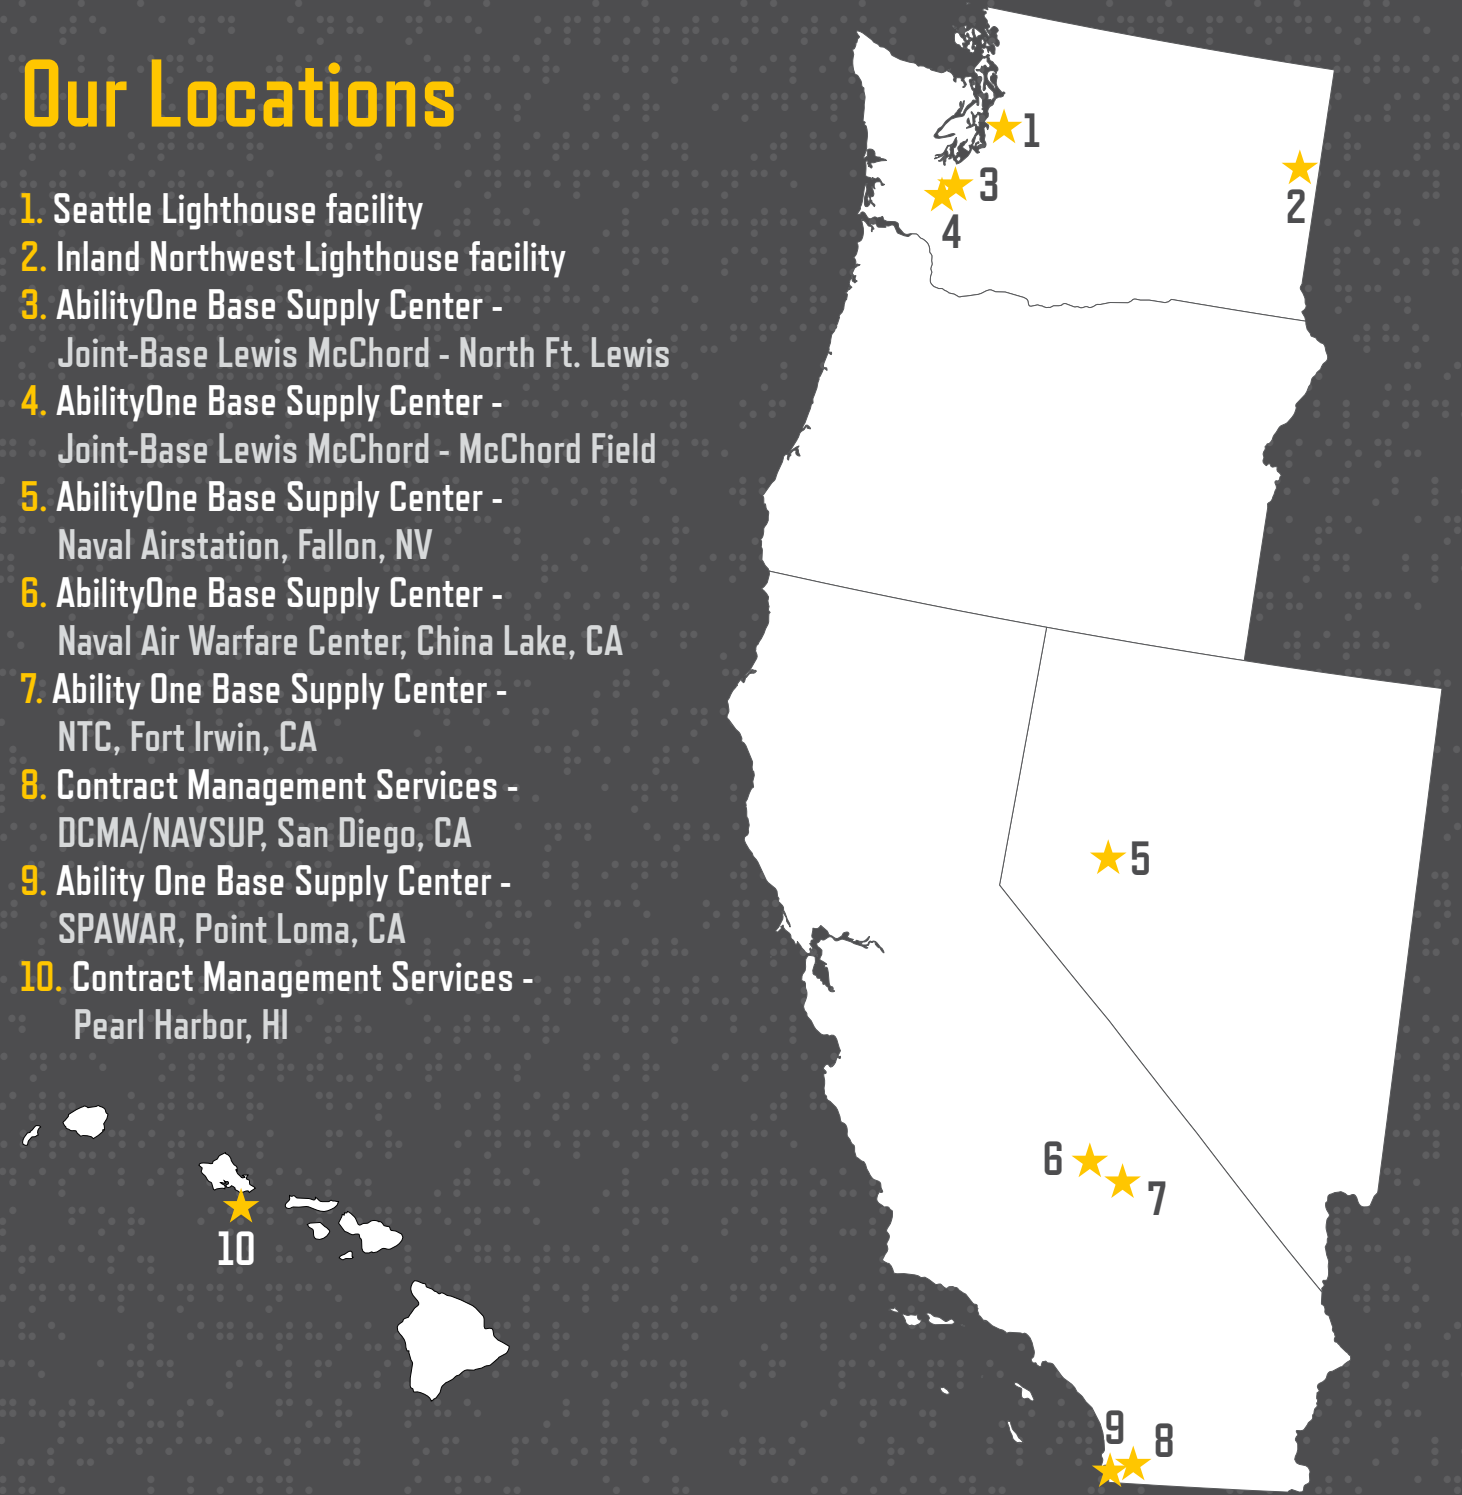 Our Locations
1. Seattle Lighthouse facility
2. Inland Northwest Lighthouse facility
3. AbilityOne Base Supply Center -
Joint-Base Lewis McChord - North Ft. Lewis
4. AbilityOne Base Supply Center -
Joint-Base Lewis McChord - McChord Field
5. AbilityOne Base Supply Center -
Naval Airstation, Fallon, NV
6. AbilityOne Base Supply Center -
Naval Air Warfare Center, China Lake, CA
7. Ability One Base Supply Center -
NTC, Fort Irwin, CA
8. Contract Management Services -
DCMA/NAVSUP, San Diego, CA
9. Ability One Base Supply Center -
SPAWAR, Point Loma, CA
10. Contract Management Services -
Pearl Harbor, HI
1
2
3
4
5
6
7
8
9
10